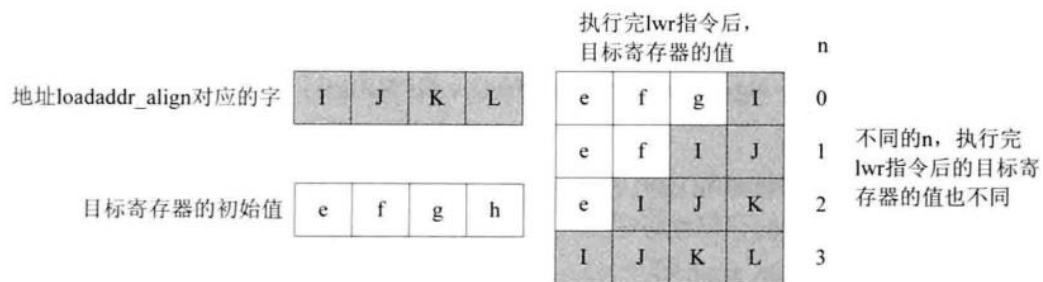 执行完lwr指令后，
目标寄存器的值
n
地址loadaddr_align对应的字
I J K L
e f g I 0
e f I J 1
不同的n，执行完
lwr指令后的目标寄
存器的值也不同
目标寄存器的初始值
e f g h
e I J K 2
I J K L 3